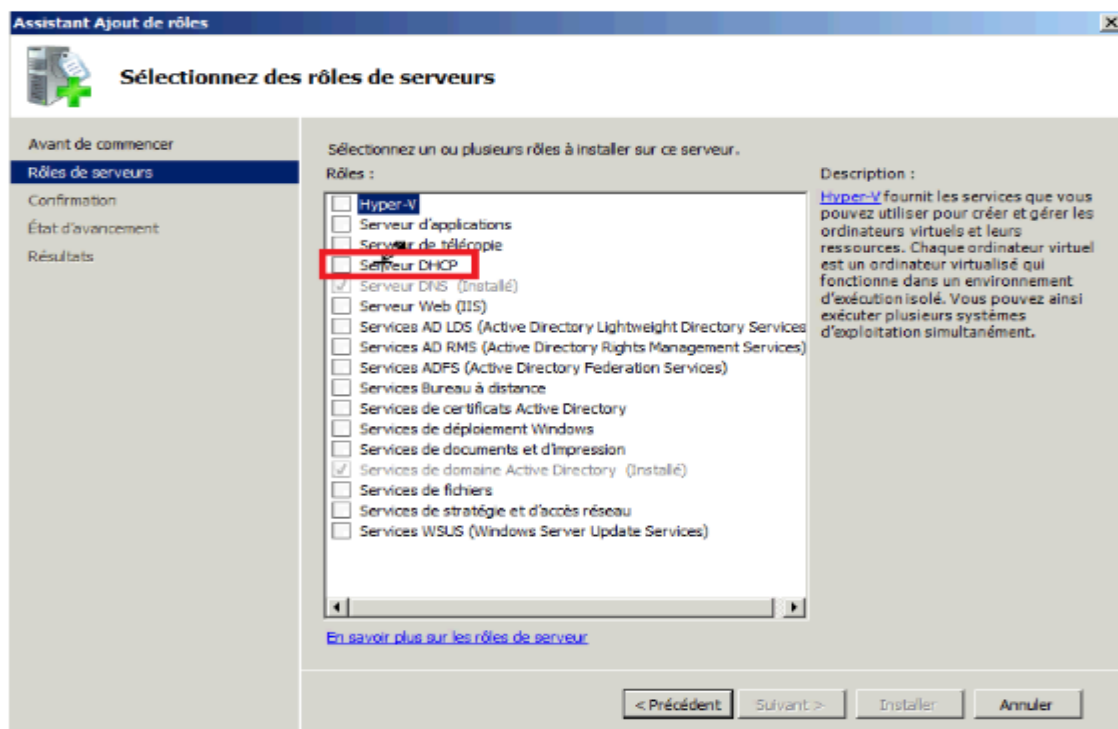 Assistant Ajout de rôles
Sélectionnez des rôles de serveurs
Avant de commencer
Rôles de serveurs
Confirmation
État d'avancement
Résultats
Sélectionnez un ou plusieurs rôles à installer sur ce serveur.
Rôles :
Hyper-V
Serveur d'applications
Serveur de télécopie
Serveur DHCP
Serveur DNS (Installé)
Serveur Web (IIS)
Services AD LDS (Active Directory Lightweight Directory Services
Services AD RMS (Active Directory Rights Management Services)
Services ADFS (Active Directory Federation Services)
Services Bureau à distance
Services de certificats Active Directory
Services de déploiement Windows
Services de documents et d'impression
Services de domaine Active Directory (Installé)
Services de fichiers
Services de stratégie et d'accès réseau
Services WSUS (Windows Server Update Services)
En savoir plus sur les rôles de serveur
Description :
Hyper-V fournit les services que vous
pouvez utiliser pour créer et gérer les
ordinateurs virtuels et leurs
ressources. Chaque ordinateur virtuel
est un ordinateur virtualisé qui
fonctionne dans un environnement
d'exécution isolé. Vous pouvez ainsi
exécuter plusieurs systèmes
d'exploitation simultanément.
< Précédent
Suivant >
Installer
Annuler